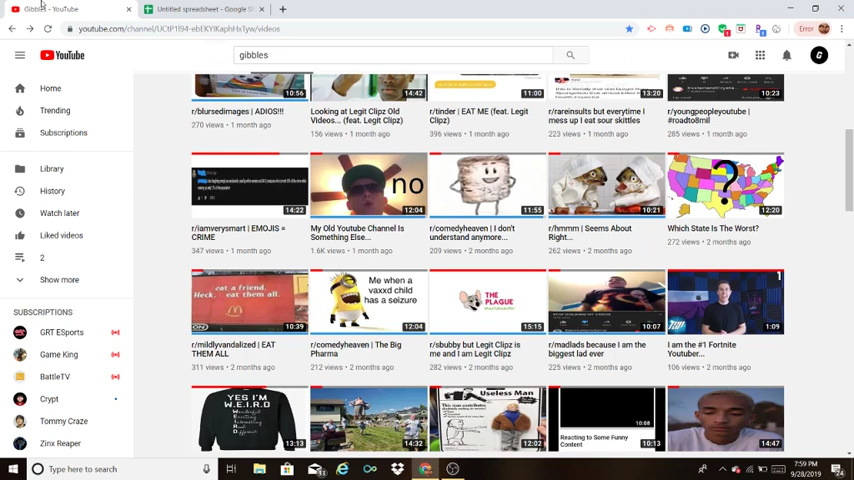 Gibbles - YouTube
Untitled spreadsheet - Google Sh
youtube.com/channel/UCtP1I94-ebEKYIKaphHxTyw/videos
Error
YouTube
gibbles
G
Home
Trending
Subscriptions
Library
History
Watch later
Liked videos
2
Show more
SUBSCRIPTIONS
GRT ESports
Game King
BattleTV
Crypt
Tommy Craze
Zinx Reaper
10:56
14:42
11:00
13:20
10:23
r/blursedimages | ADIOS!!!
270 views • 1 month ago
Looking at Legit Clipz Old
Videos... (feat. Legit Clipz)
156 views • 1 month ago
r/tinder | EAT ME (feat. Legit
Clipz)
396 views • 1 month ago
r/rareinsults but everytime I
mess up I eat sour skittles
223 views • 1 month ago
r/youngpeopleyoutube |
#roadto8mil
285 views • 1 month ago
14:22
no
12:04
11:55
10:21
?
12:20
r/iamverysmart | EMOJIS =
CRIME
347 views • 1 month ago
My Old Youtube Channel Is
Something Else...
1.6K views • 1 month ago
r/comedyheaven | I don't
understand anymore...
209 views • 2 months ago
r/hmmm | Seems About
Right...
262 views • 2 months ago
Which State Is The Worst?
272 views • 2 months ago
eat a friend.
Heck, eat them all.
10:39
Me when a
vaxxd child
has a seizure
12:04
THE
PLAGUE
15:15
10:07
1
1:09
r/mildlyvandalized | EAT
THEM ALL
311 views • 2 months ago
r/comedyheaven | The Big
Pharma
212 views • 2 months ago
r/sbubby but Legit Clipz is
me and I am Legit Clipz
282 views • 2 months ago
r/madlads because I am the
biggest lad ever
225 views • 2 months ago
I am the #1 Fortnite
Youtuber...
106 views • 2 months ago
YES I'M
W.E.I.R.D
Wonderful
Exciting
Interesting
Real
Different
13:13
14:32
Useless Man
12:02
Reacting to Some Funny
Content
10:08
10:13
14:47
Type here to search
7:59 PM
9/28/2019
24